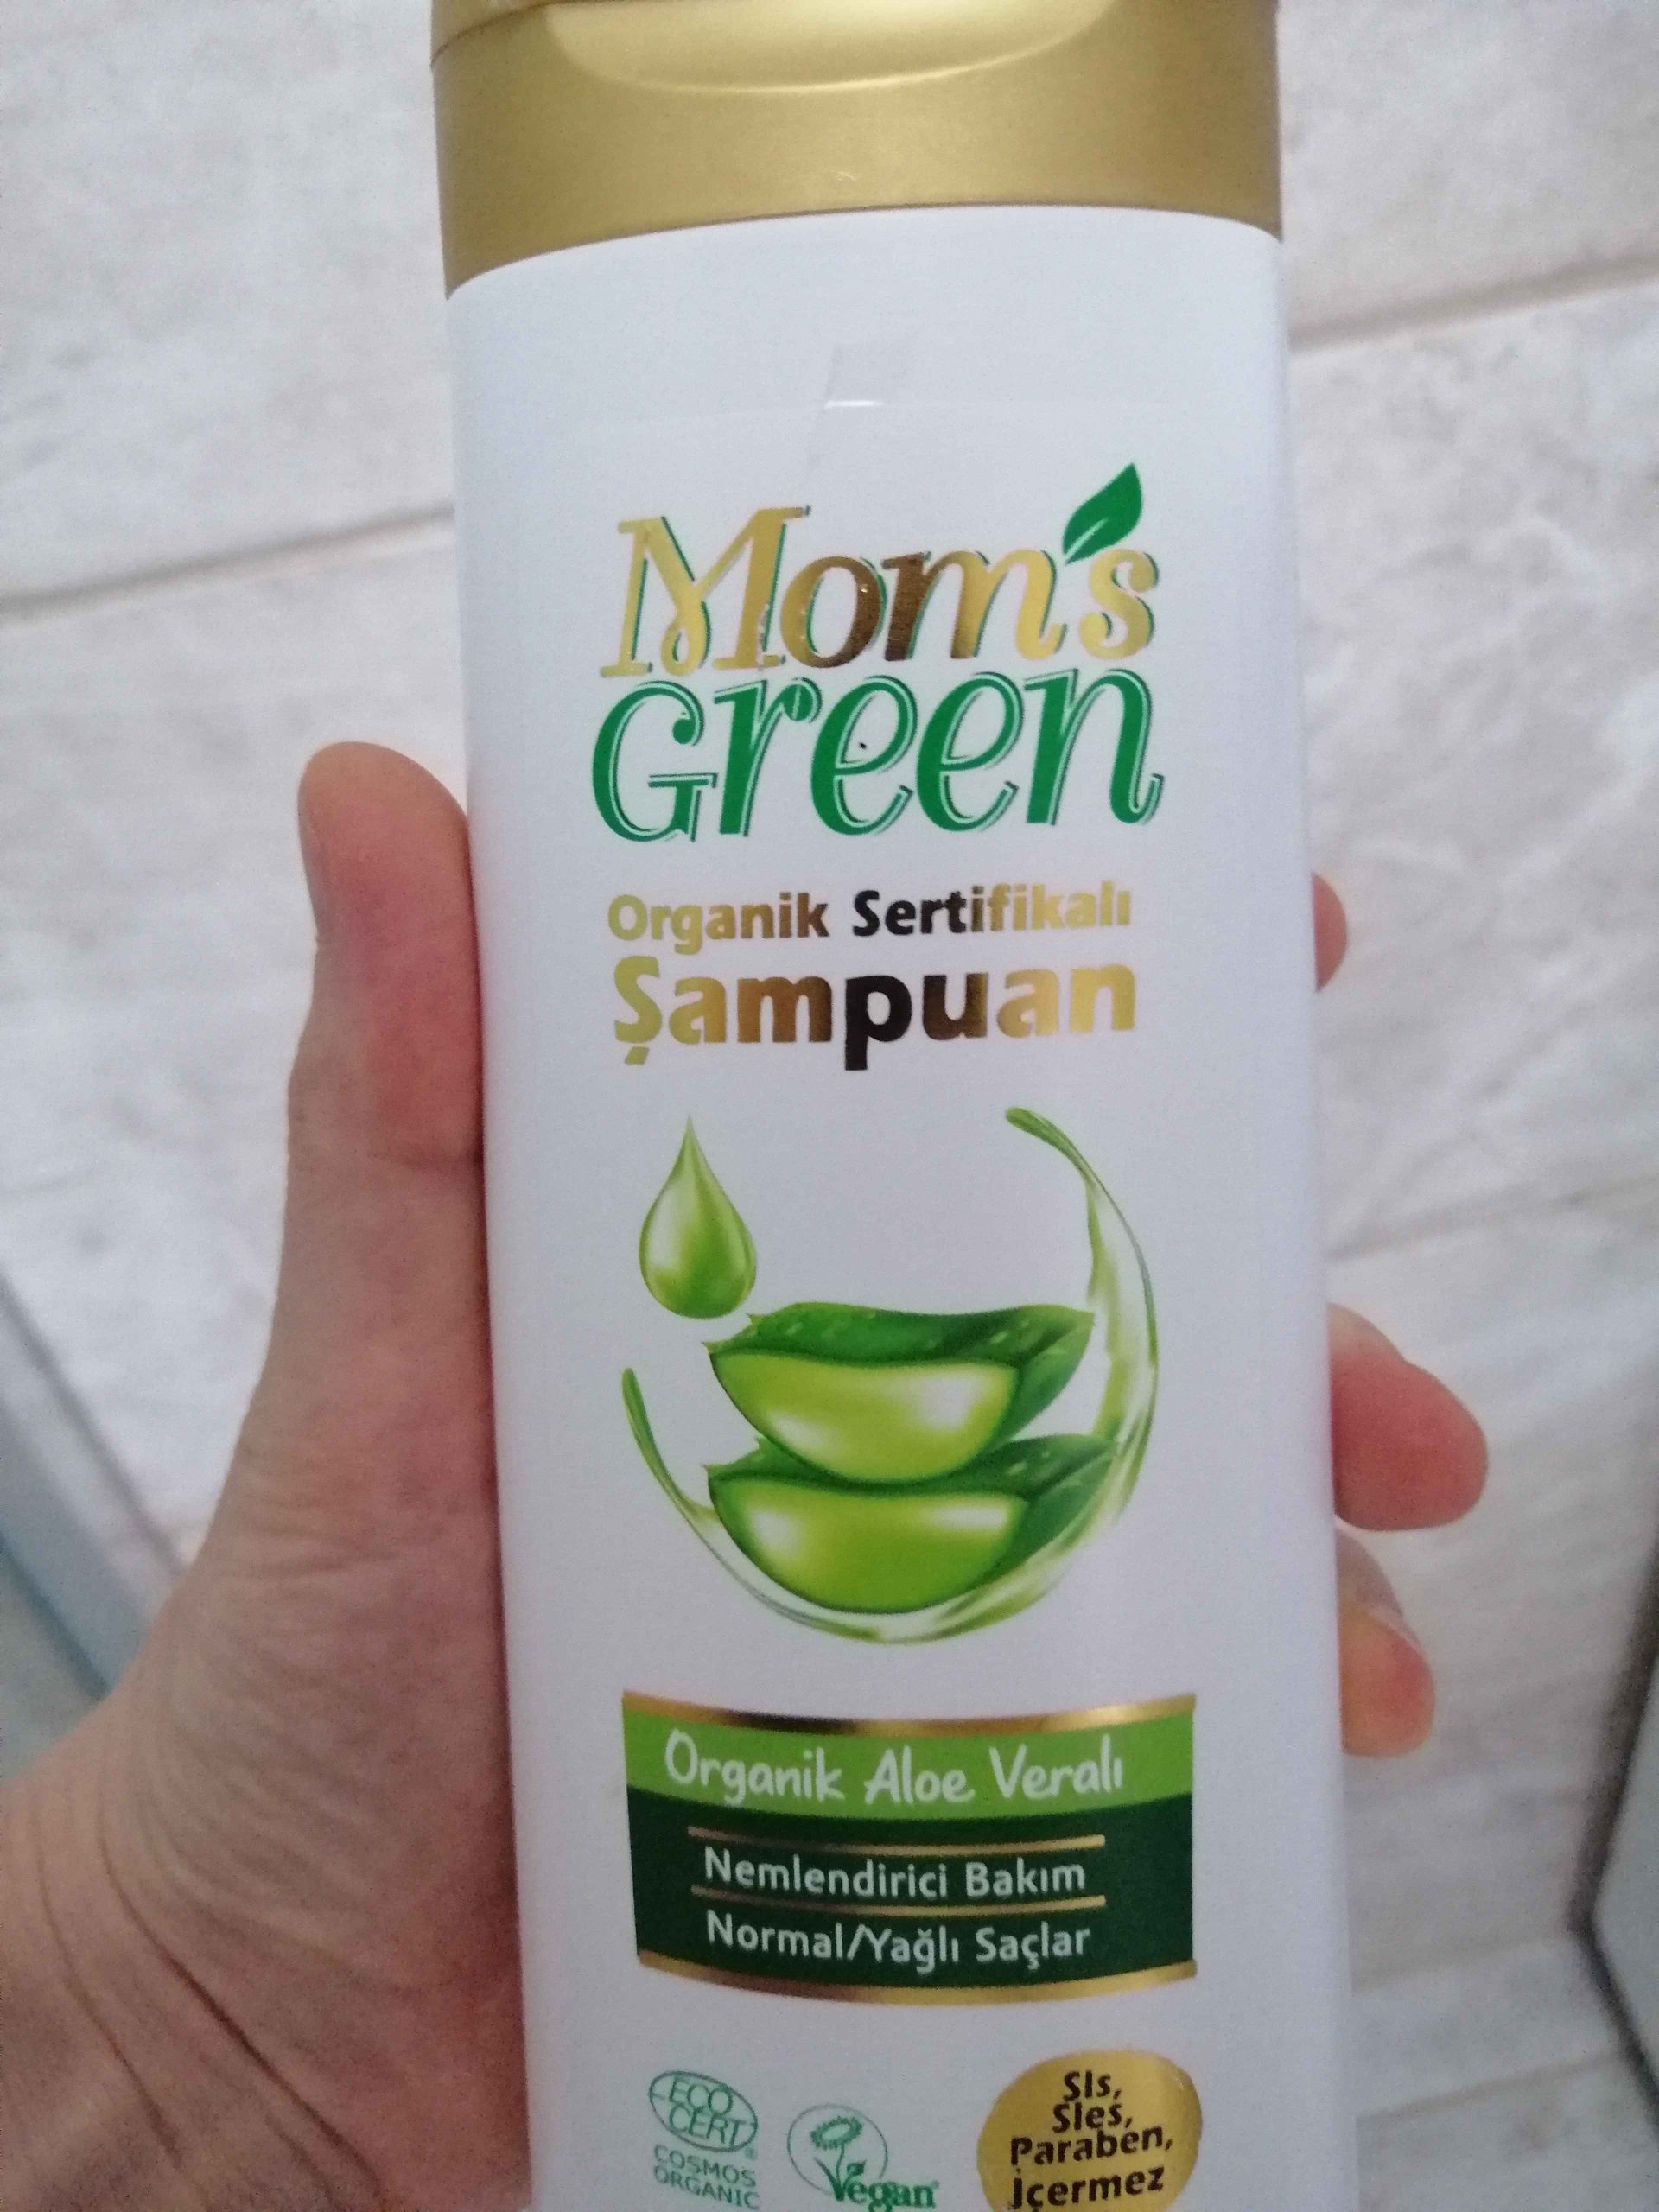 Mom's
Green
Organik Sertifikalı
Şampuan
Organik Aloe Veralı
Nemlendirici Bakım
Normal/Yağlı Saçlar
ECO
CERT®
COSMOS
ORGANIC
Vegan
Sls,
Sles,
Paraben,
İçermez